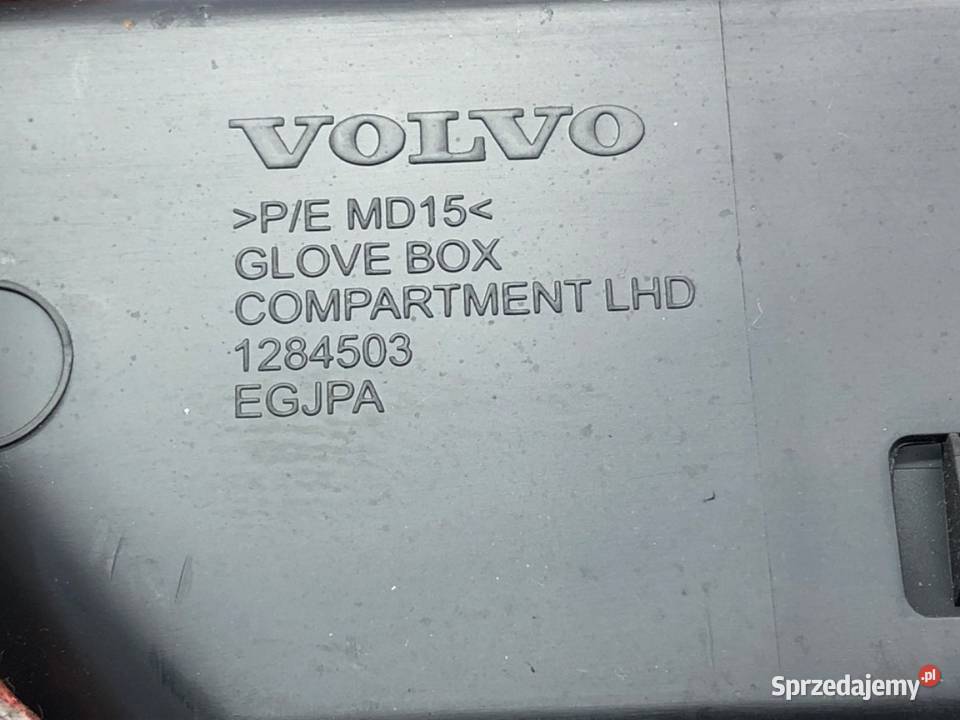 VOLVO
>P/E MD15<
GLOVE BOX
COMPARTMENT LHD
1284503
EGJPA
Sprzedajemy.pl